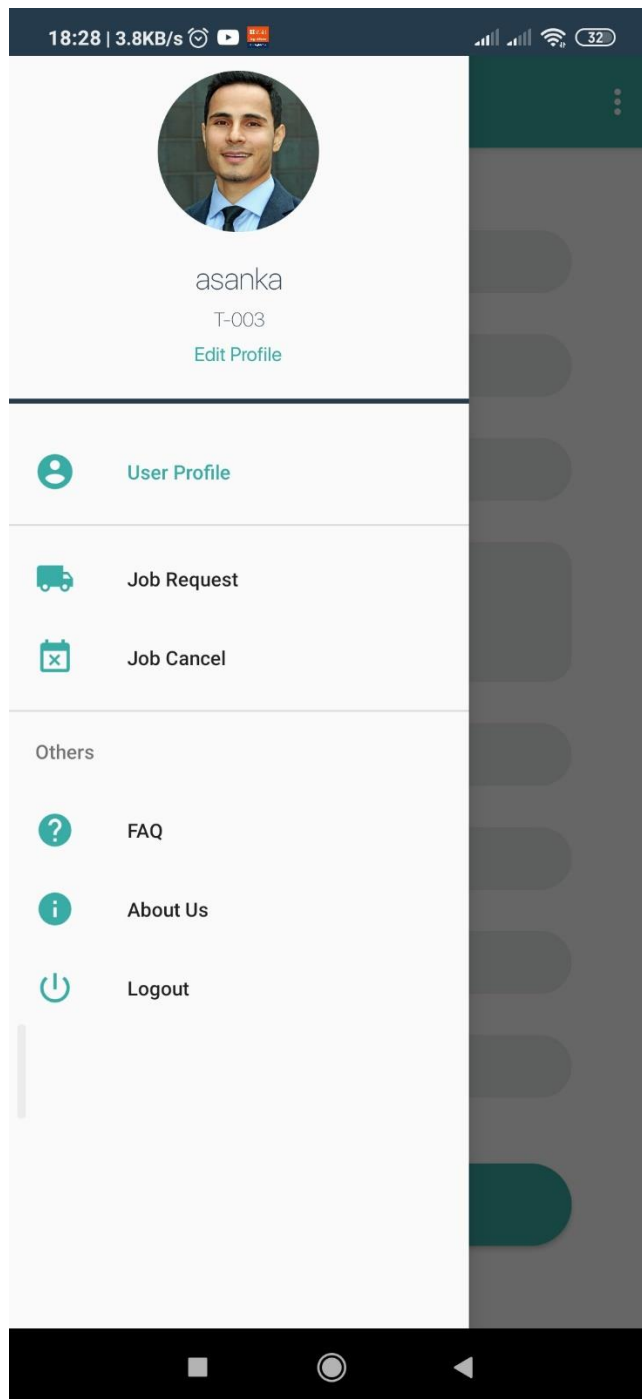 18:28 | 3.8KB/s
32
asanka
T-003
Edit Profile
User Profile
Job Request
Job Cancel
Others
FAQ
About Us
Logout